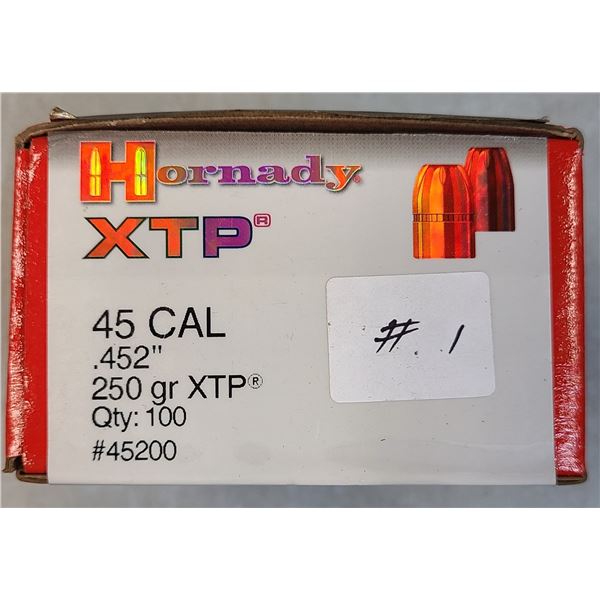 Hornady®
XTP®
45 CAL
.452"
250 gr XTP®
Qty: 100
#45200
# 1